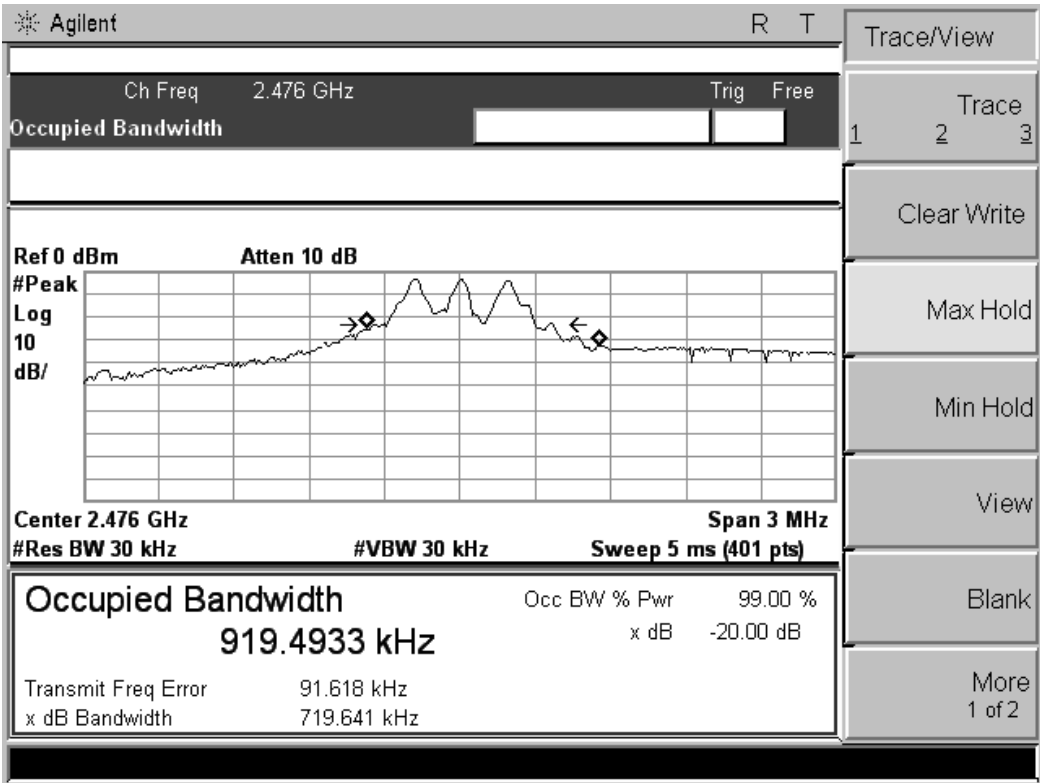 Agilent R T
Ch Freq 2.476 GHz Trig Free
Occupied Bandwidth
Ref 0 dBm Atten 10 dB
#Peak
Log
10
dB/
Center 2.476 GHz Span 3 MHz
#Res BW 30 kHz #VBW 30 kHz Sweep 5 ms (401 pts)
Occupied Bandwidth Occ BW % Pwr 99.00 %
919.4933 kHz x dB -20.00 dB
Transmit Freq Error 91.618 kHz
x dB Bandwidth 719.641 kHz
Trace/View
Trace
1 2 3
Clear Write
Max Hold
Min Hold
View
Blank
More
1 of 2